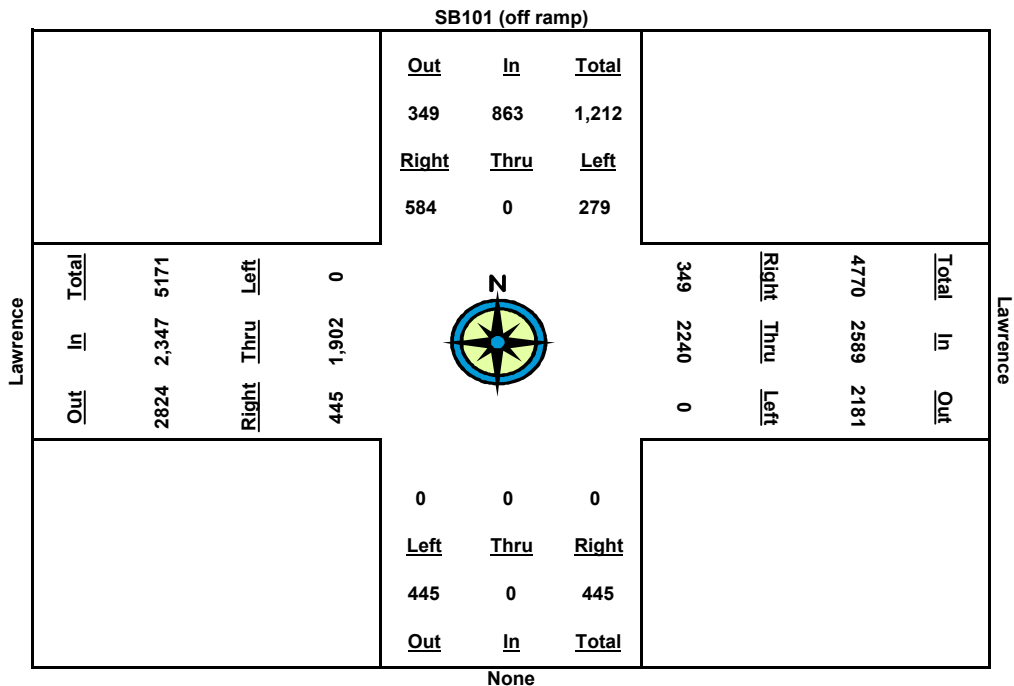 SB101 (off ramp)
Out In Total
349 863 1,212
Right Thru Left
584 0 279
Lawrence
Total 5171 Left 0
In 2,347 Thru 1,902
Out 2824 Right 445
N
349 Right 4770 Total
2240 Thru 2589 In
0 Left 2181 Out
Lawrence
0 0 0
Left Thru Right
445 0 445
Out In Total
None